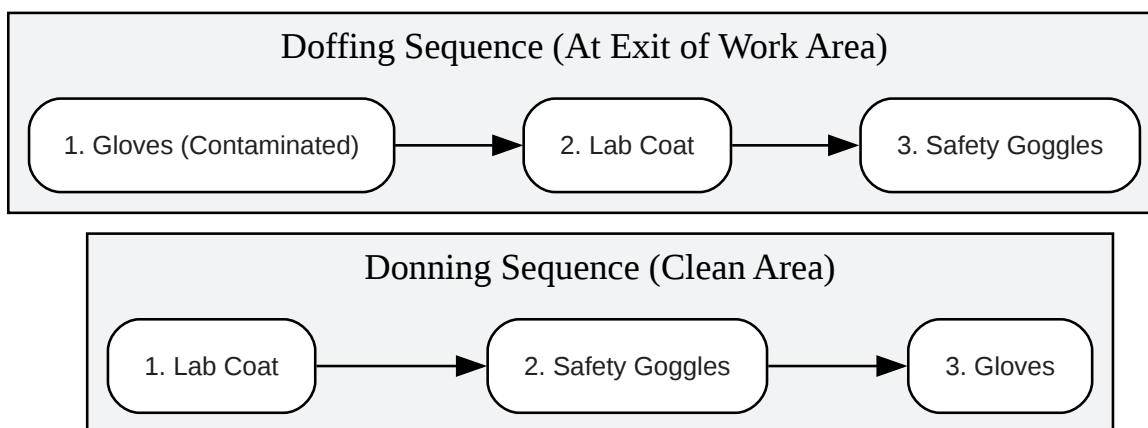 Doffing Sequence (At Exit of Work Area)
1. Gloves (Contaminated)
2. Lab Coat
3. Safety Goggles
Donning Sequence (Clean Area)
1. Lab Coat
2. Safety Goggles
3. Gloves